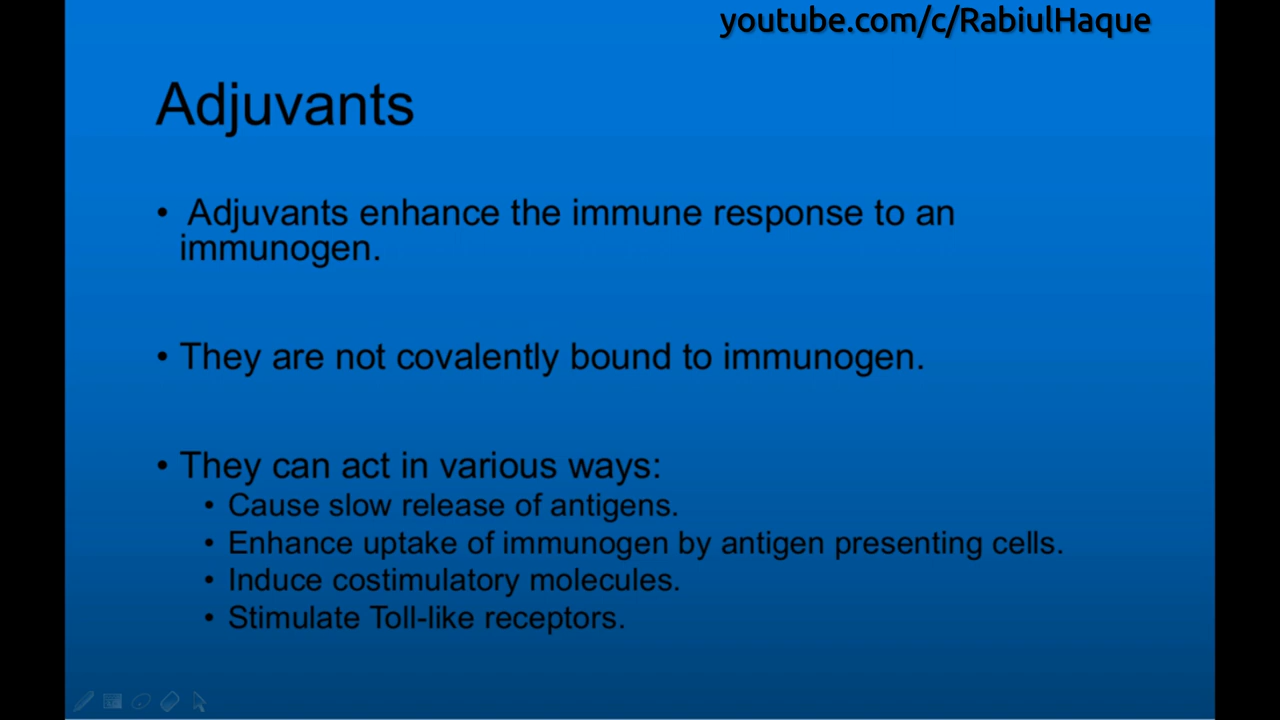 youtube.com/c/RabiulHaque
Adjuvants
• Adjuvants enhance the immune response to an
immunogen.
• They are not covalently bound to immunogen.
• They can act in various ways:
• Cause slow release of antigens.
• Enhance uptake of immunogen by antigen presenting cells.
• Induce costimulatory molecules.
• Stimulate Toll-like receptors.